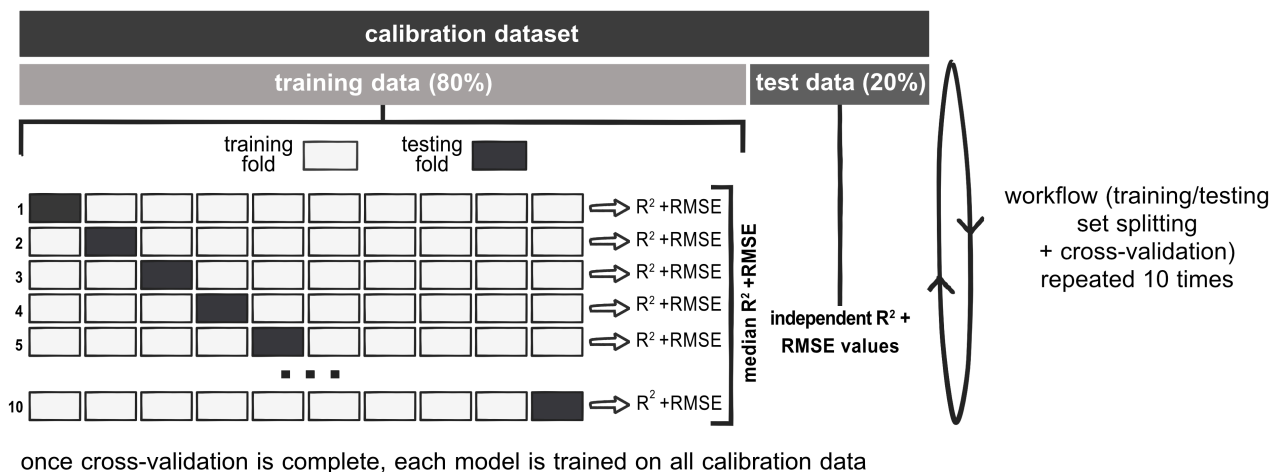 calibration dataset
training data (80%)
test data (20%)
training
fold
testing
fold
1
R² +RMSE
2
R² +RMSE
3
R² +RMSE
4
R² +RMSE
5
R² +RMSE
. . .
10
R² +RMSE
median R² +RMSE
independent R² +
RMSE values
workflow (training/testing
set splitting
+ cross-validation)
repeated 10 times
once cross-validation is complete, each model is trained on all calibration data